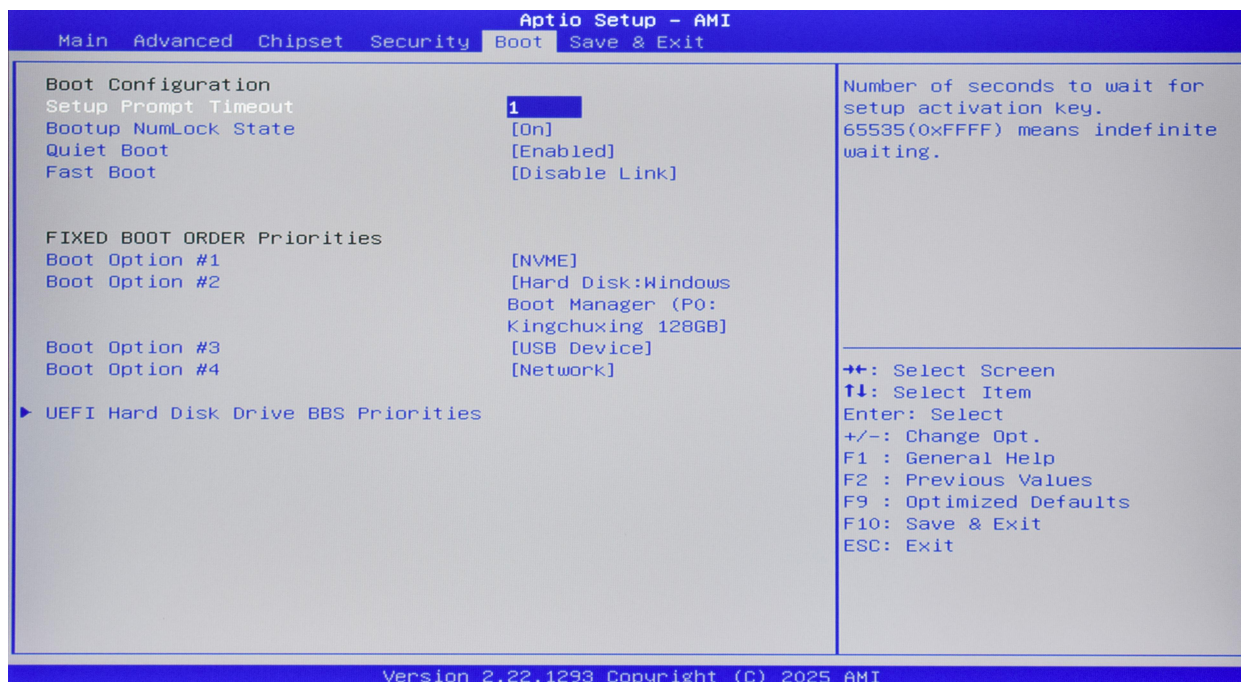 Aptio Setup – AMI
Main Advanced Chipset Security Boot Save & Exit
Boot Configuration
Setup Prompt Timeout 1
Bootup NumLock State [On]
Quiet Boot [Enabled]
Fast Boot [Disable Link]
FIXED BOOT ORDER Priorities
Boot Option #1 [NVME]
Boot Option #2 [Hard Disk:Windows
Boot Manager (P0:
Kingchuxing 128GB]
Boot Option #3 [USB Device]
Boot Option #4 [Network]
▶ UEFI Hard Disk Drive BBS Priorities
Number of seconds to wait for
setup activation key.
65535(0xFFFF) means indefinite
waiting.
→←: Select Screen
↑↓: Select Item
Enter: Select
+/-: Change Opt.
F1 : General Help
F2 : Previous Values
F9 : Optimized Defaults
F10: Save & Exit
ESC: Exit
Version 2.22.1293 Copyright (C) 2025 AMI